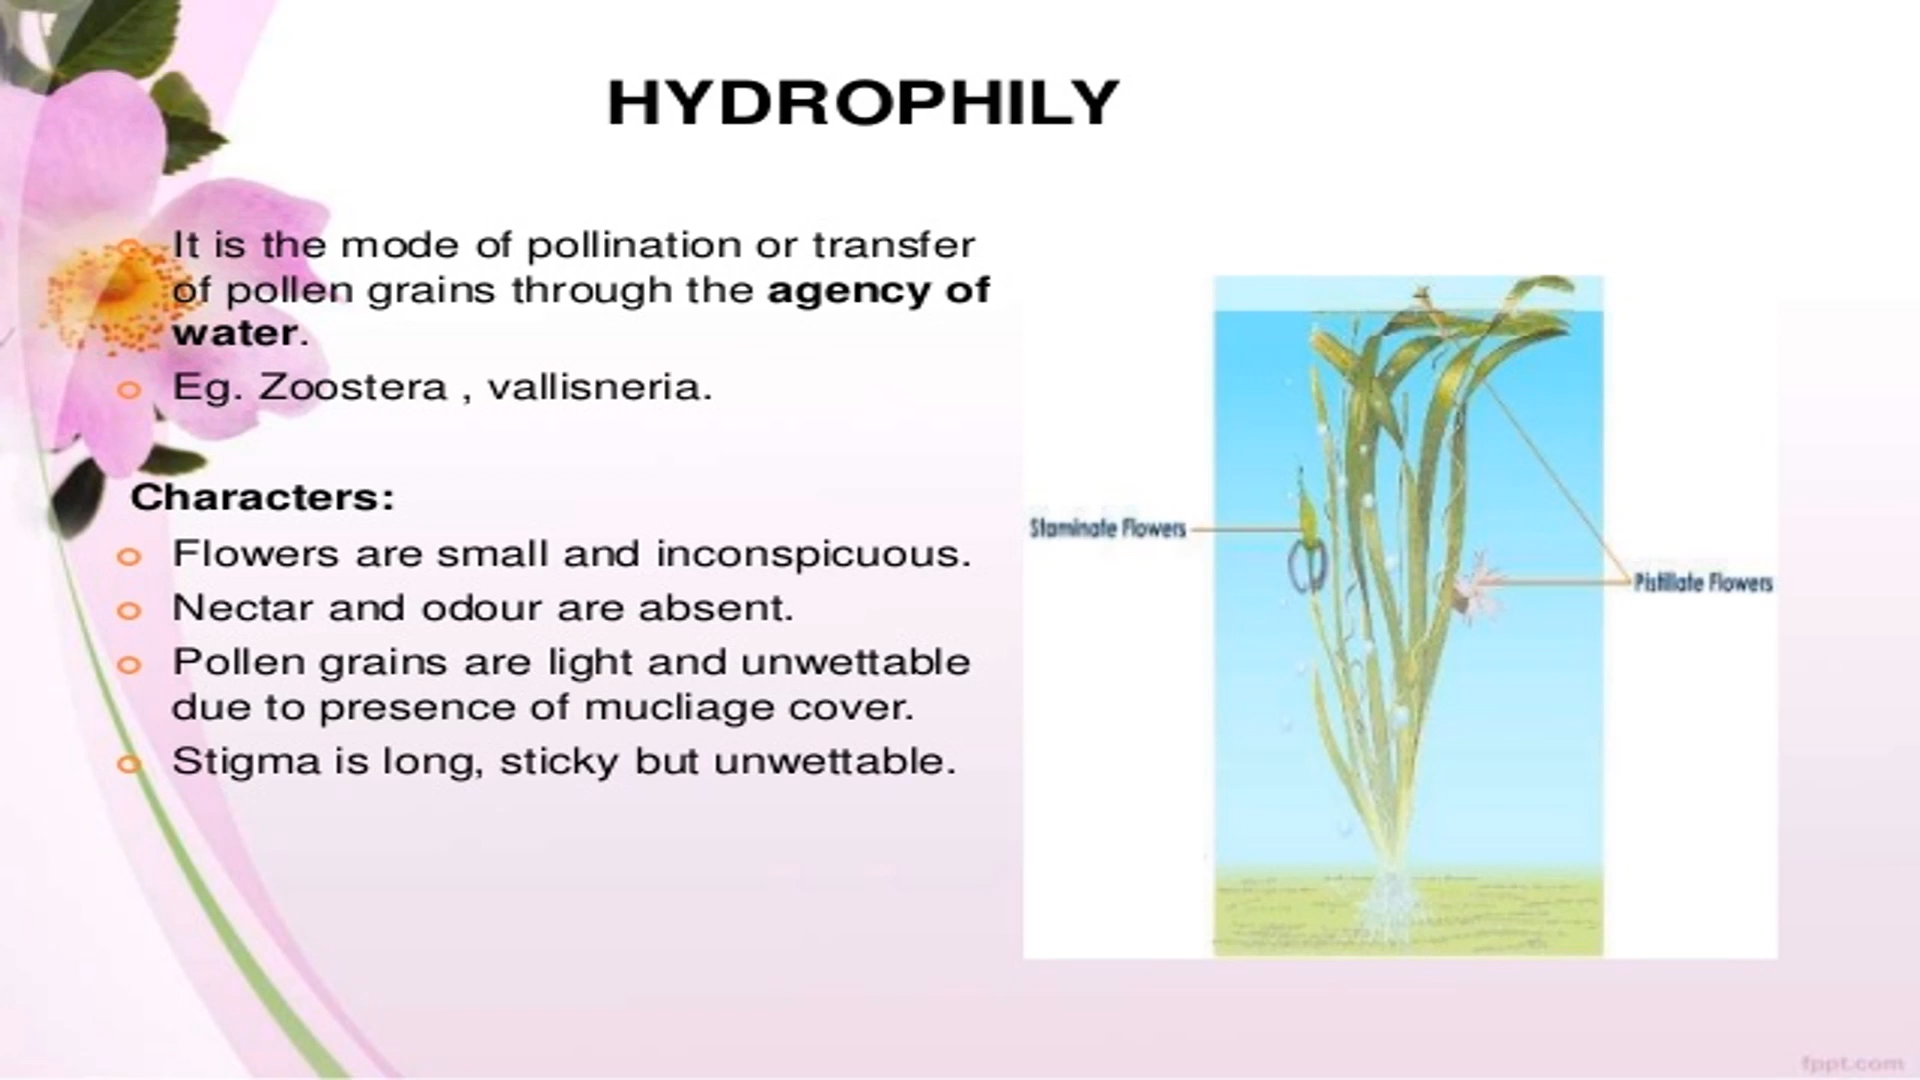 HYDROPHILY
It is the mode of pollination or transfer
of pollen grains through the agency of
water.
Eg. Zoostera , vallisneria.
Characters:
Flowers are small and inconspicuous.
Nectar and odour are absent.
Pollen grains are light and unwettable
due to presence of mucliage cover.
Stigma is long, sticky but unwettable.
Staminate Flowers
Pistillate Flowers
fppt.com